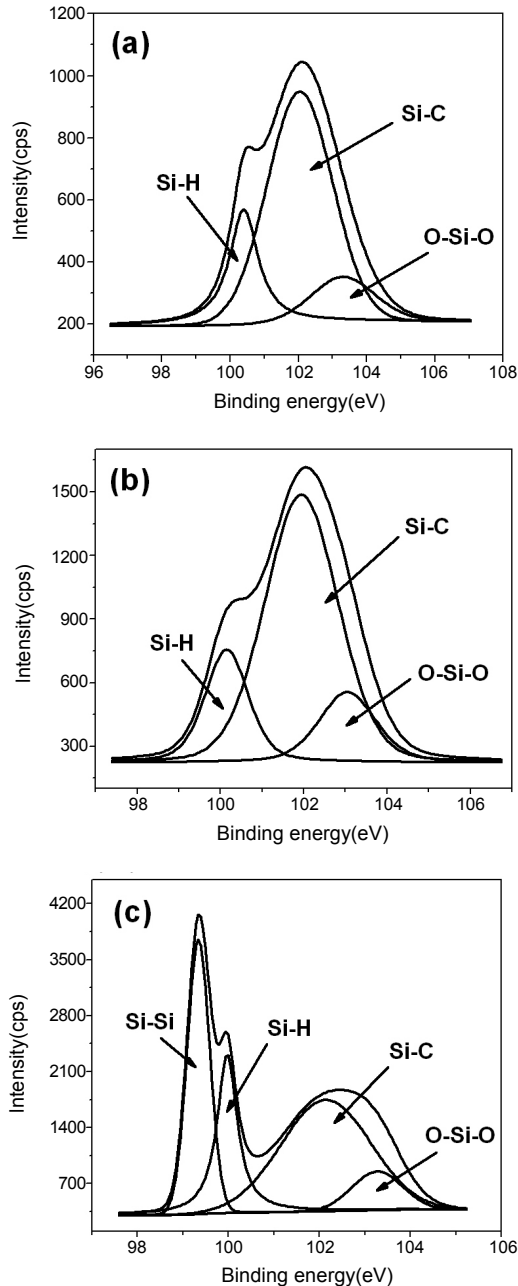 (a)
1200
1000
800
600
400
200
Intensity(cps)
Si-H
Si-C
O-Si-O
96 98 100 102 104 106 108
Binding energy(eV)
(b)
1500
1200
900
600
300
Intensity(cps)
Si-H
Si-C
O-Si-O
98 100 102 104 106
Binding energy(eV)
(c)
4200
3500
2800
2100
1400
700
Intensity(cps)
Si-Si
Si-H
Si-C
O-Si-O
98 100 102 104 106
Binding energy(eV)